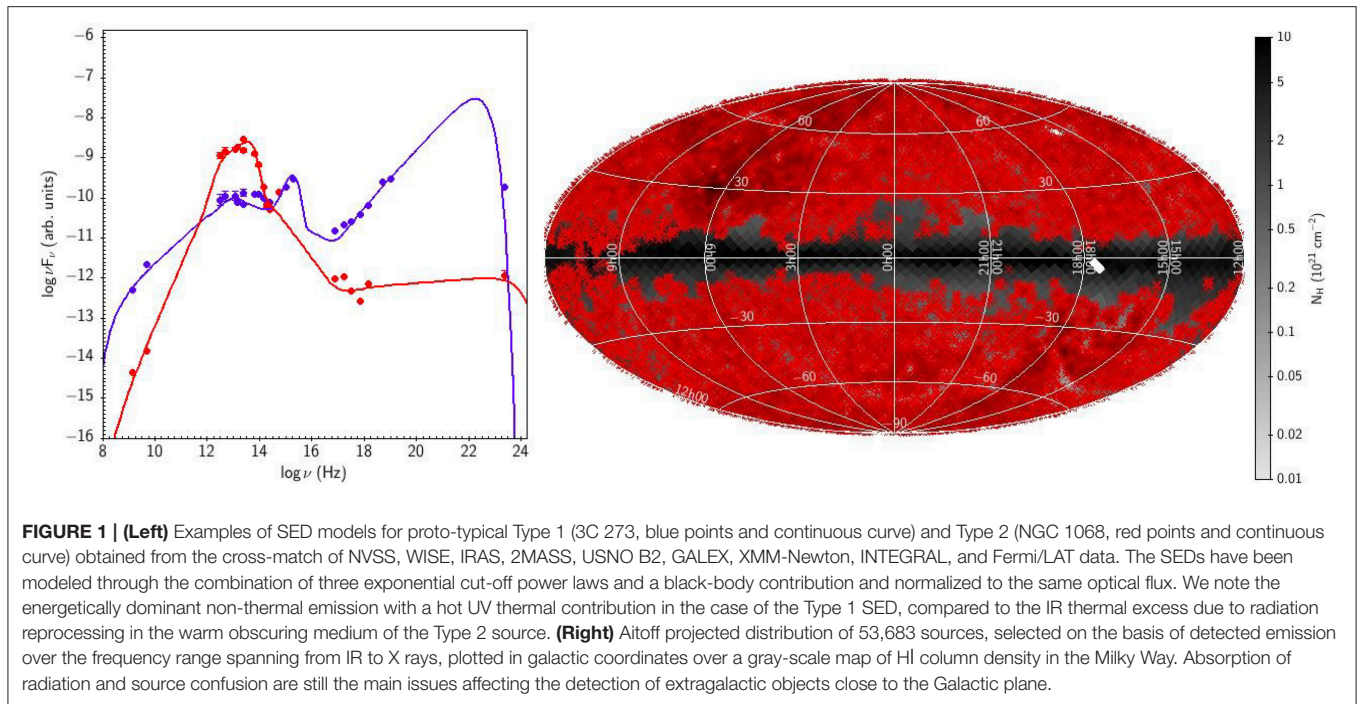 −6
−7
−8
−9
−10
−11
−12
−13
−14
−15
−16
log νFν (arb. units)
8
10
12
14
16
18
20
22
24
log ν (Hz)
60
60
30
30
9h00
6h00
3h00
0h00
21h00
18h00
15h00
12h00
−30
−30
−60
−60
12h00
−90
10
5
2
1
0.5
0.2
0.1
0.05
0.02
0.01
NH (10²¹ cm⁻²)
FIGURE 1 | (Left) Examples of SED models for proto-typical Type 1 (3C 273, blue points and continuous curve) and Type 2 (NGC 1068, red points and continuous
curve) obtained from the cross-match of NVSS, WISE, IRAS, 2MASS, USNO B2, GALEX, XMM-Newton, INTEGRAL, and Fermi/LAT data. The SEDs have been
modeled through the combination of three exponential cut-off power laws and a black-body contribution and normalized to the same optical flux. We note the
energetically dominant non-thermal emission with a hot UV thermal contribution in the case of the Type 1 SED, compared to the IR thermal excess due to radiation
reprocessing in the warm obscuring medium of the Type 2 source. (Right) Aitoff projected distribution of 53,683 sources, selected on the basis of detected emission
over the frequency range spanning from IR to X rays, plotted in galactic coordinates over a gray-scale map of HI column density in the Milky Way. Absorption of
radiation and source confusion are still the main issues affecting the detection of extragalactic objects close to the Galactic plane.